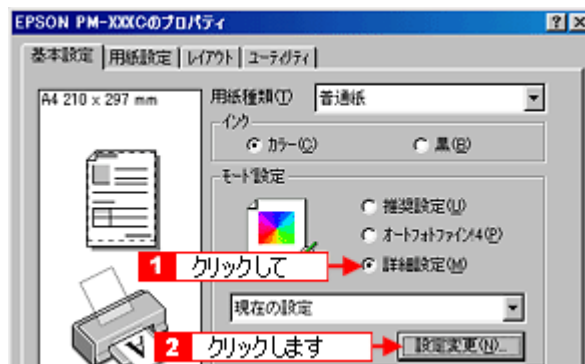 EPSON PM-XXXCのプロパティ
基本設定 用紙設定 レイアウト ユーティリティ
A4 210 x 297 mm
用紙種類(T) 普通紙
インク
カラー(C) 黒(B)
モード設定
推奨設定(U)
オートフォトファイン!4(P)
1 クリックして
詳細設定(M)
現在の設定
2 クリックします
設定変更(N)...